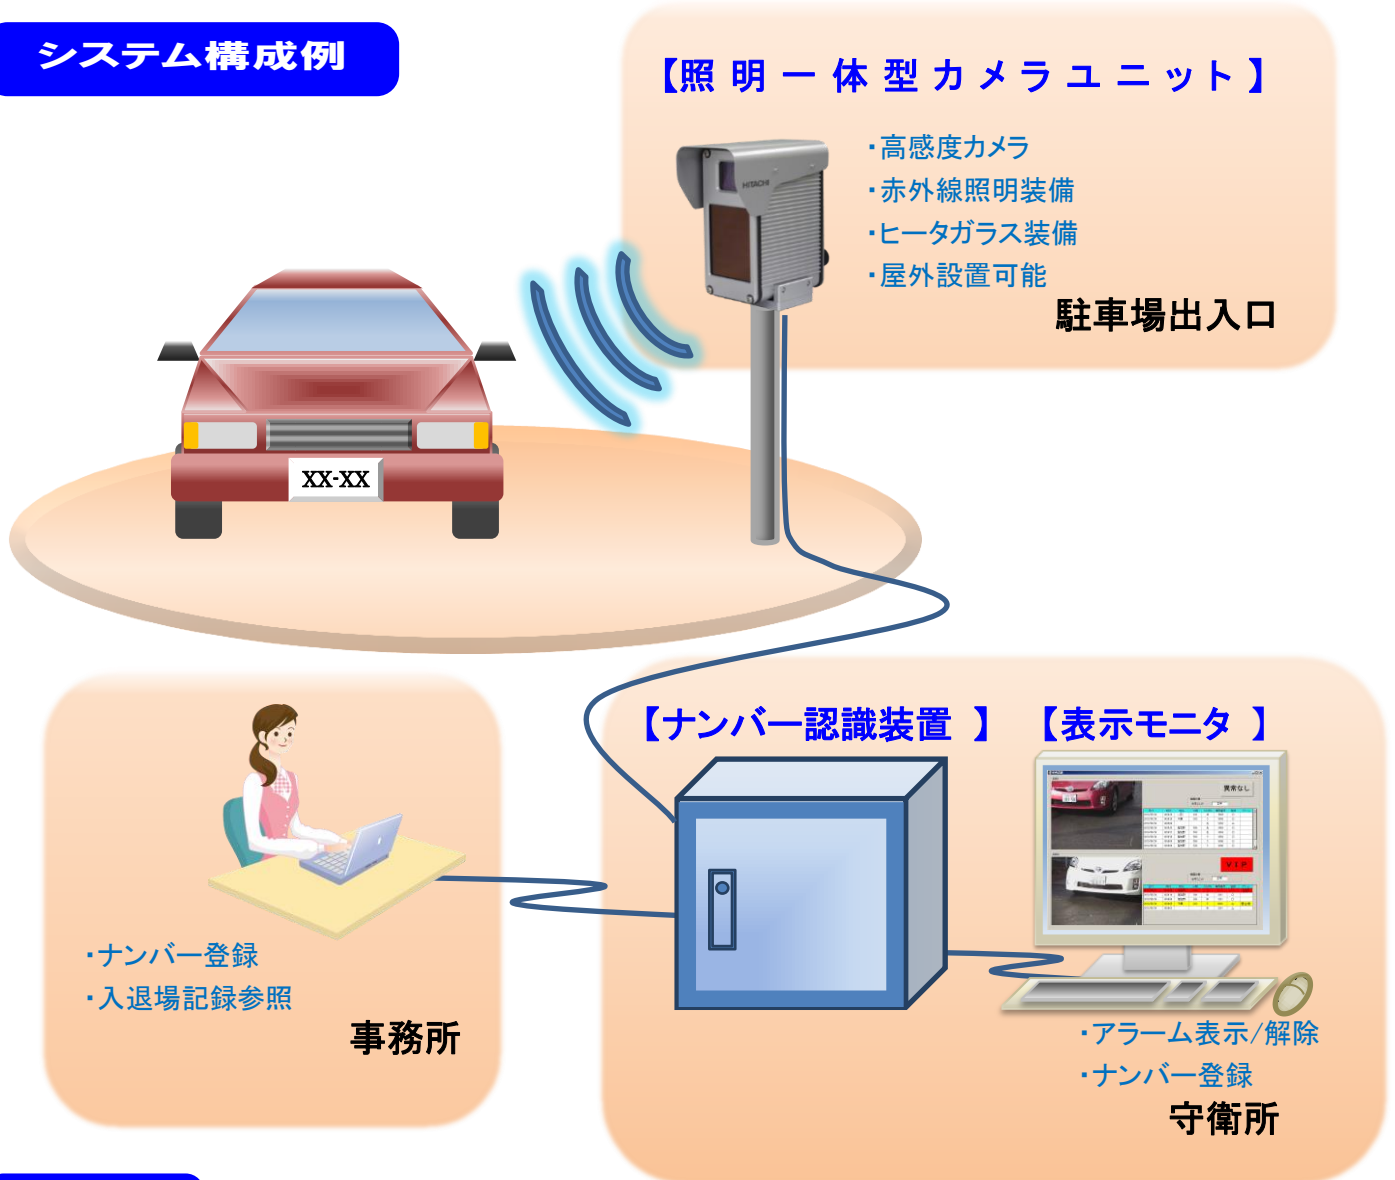 システム構成例
【照明一体型カメラユニット】
・高感度カメラ
・赤外線照明装備
・ヒータガラス装備
・屋外設置可能
駐車場出入口
HITACHI
XX-XX
【ナンバー認識装置 】 【表示モニタ 】
異常なし
VIP
・ナンバー登録
・入退場記録参照
事務所
・アラーム表示/解除
・ナンバー登録
守衛所